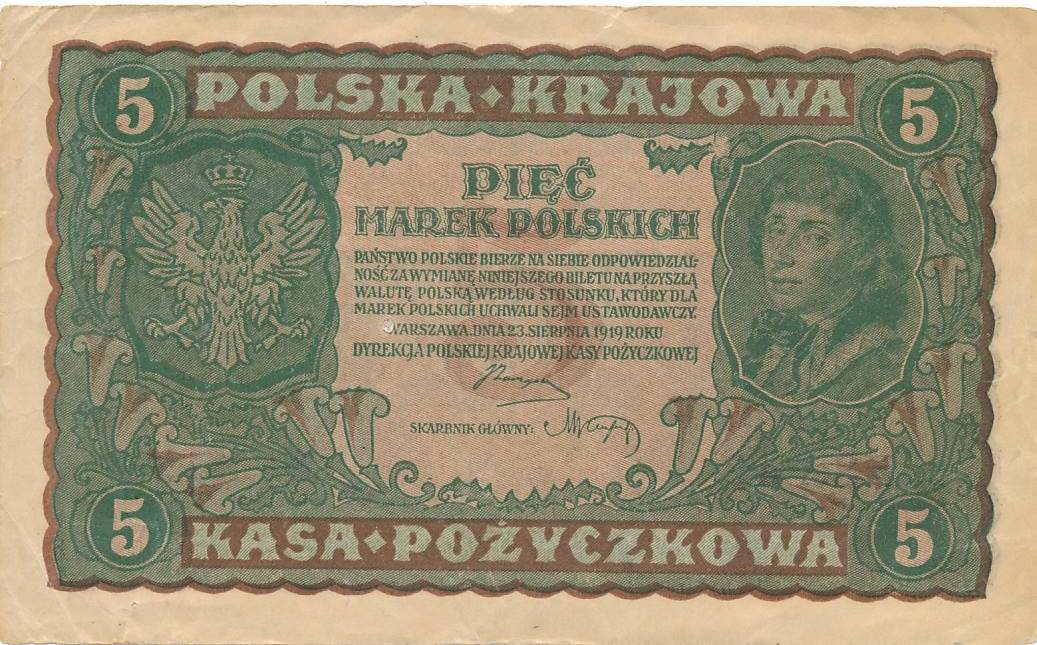 5 POLSKA • KRAJOWA 5
PIĘĆ
MAREK POLSKICH
PAŃSTWO POLSKIE BIERZE NA SIEBIE ODPOWIEDZIAL-
NOŚĆ ZA WYMIANĘ NINIEJSZEGO BILETU NA PRZYSZŁĄ
WALUTĘ POLSKĄ WEDŁUG STOSUNKU, KTÓRY DLA
MAREK POLSKICH UCHWALI SEJM USTAWODAWCZY.
WARSZAWA, DNIA 23. SIERPNIA 1919 ROKU
DYREKCJA POLSKIEJ KRAJOWEJ KASY POŻYCZKOWEJ
SKARBNIK GŁÓWNY:
5 KASA • POŻYCZKOWA 5